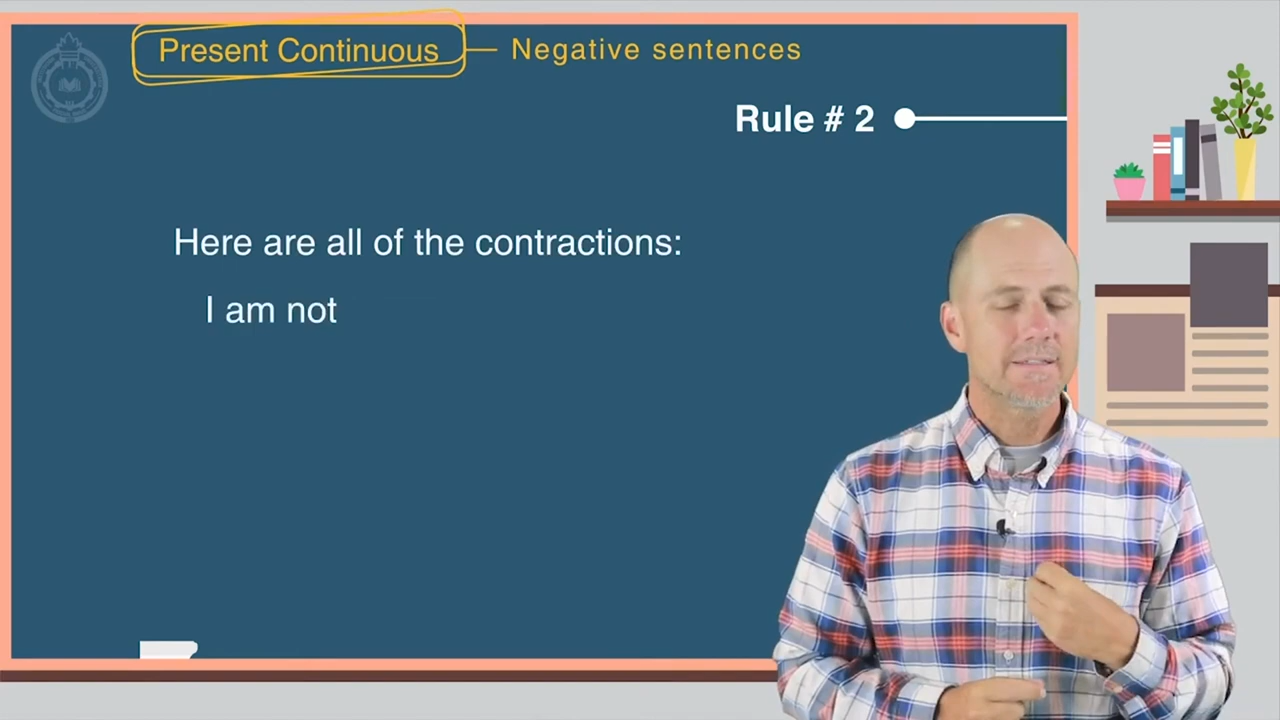 Present Continuous — Negative sentences
Rule # 2
Here are all of the contractions:
I am not